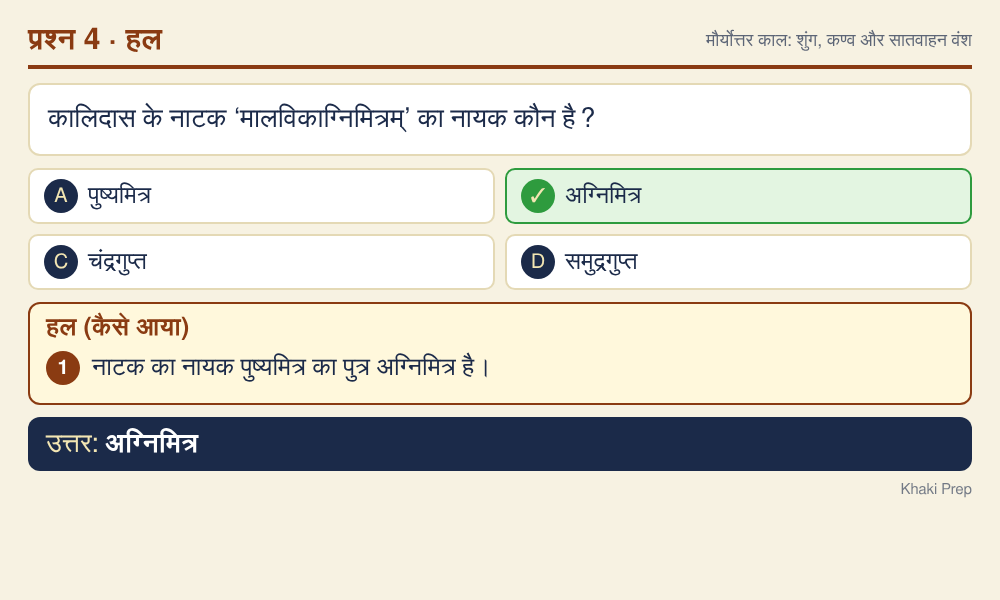 प्रश्न 4 · हल
मौर्योत्तर काल: शुंग, कण्व और सातवाहन वंश
कालिदास के नाटक ‘मालविकाग्निमित्रम्’ का नायक कौन है ?
A पुष्यमित्र
✓ अग्निमित्र
C चंद्रगुप्त
D समुद्रगुप्त
हल (कैसे आया)
1 नाटक का नायक पुष्यमित्र का पुत्र अग्निमित्र है।
उत्तर: अग्निमित्र
Khaki Prep